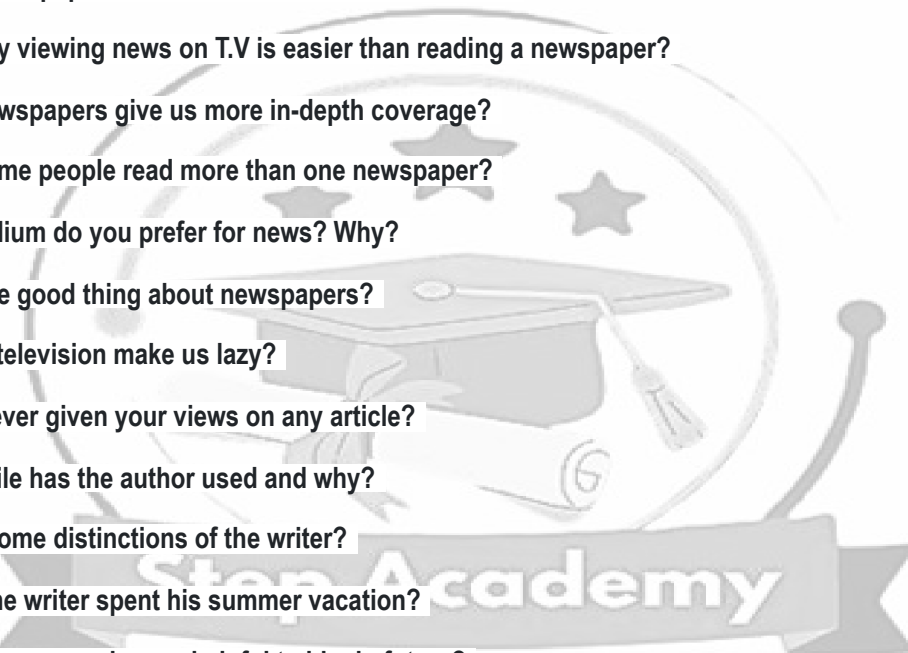 y viewing news on T.V is easier than reading a newspaper?
wspapers give us more in-depth coverage?
me people read more than one newspaper?
lium do you prefer for news? Why?
e good thing about newspapers?
television make us lazy?
ever given your views on any article?
ile has the author used and why?
ome distinctions of the writer?
ne writer spent his summer vacation?
Step Academy